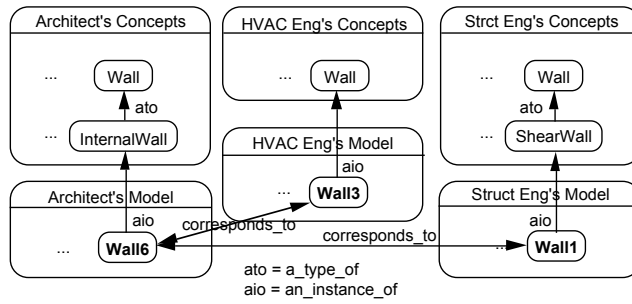 Architect's Concepts
HVAC Eng's Concepts
Strct Eng's Concepts
... Wall
... Wall
... Wall
ato
ato
... InternalWall
... ShearWall
HVAC Eng's Model
aio
Architect's Model
... Wall3
Struct Eng's Model
aio
corresponds_to
aio
... Wall6
corresponds_to
... Wall1
ato = a_type_of
aio = an_instance_of